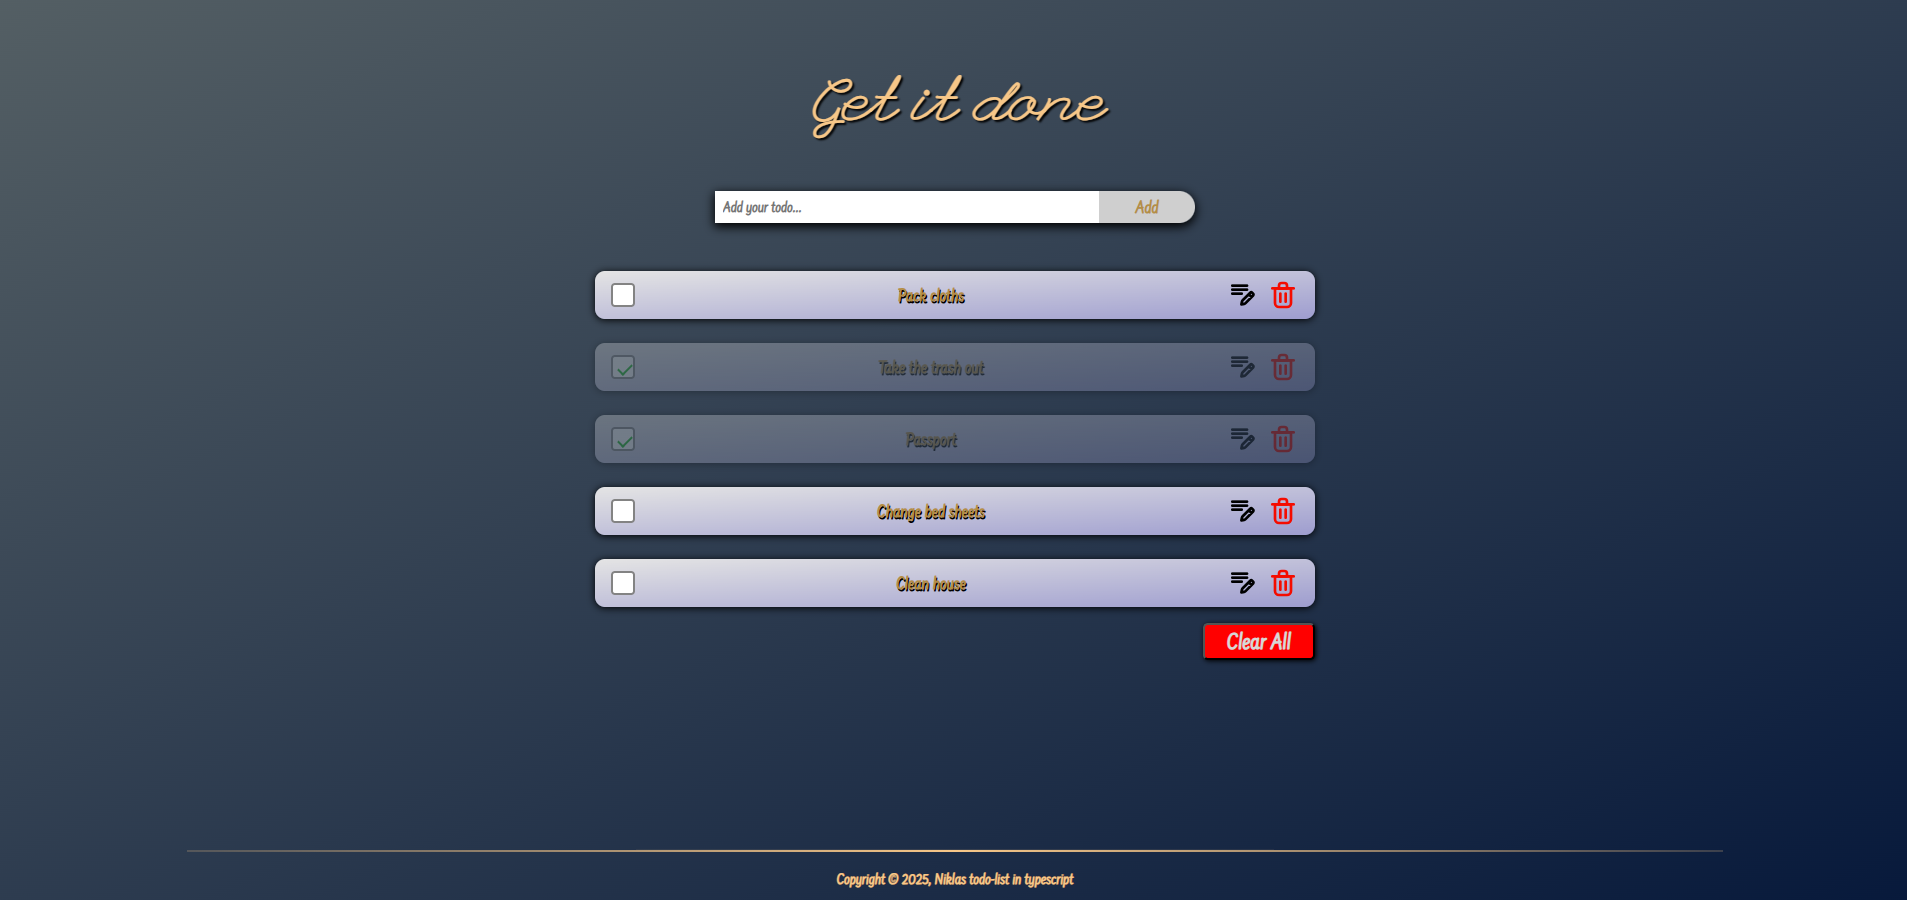 Get it done
Add your todo...
Add
Pack cloths
Take the trash out
Passport
Change bed sheets
Clean house
Clear All
Copyright © 2025, Niklas todo-list in typescript